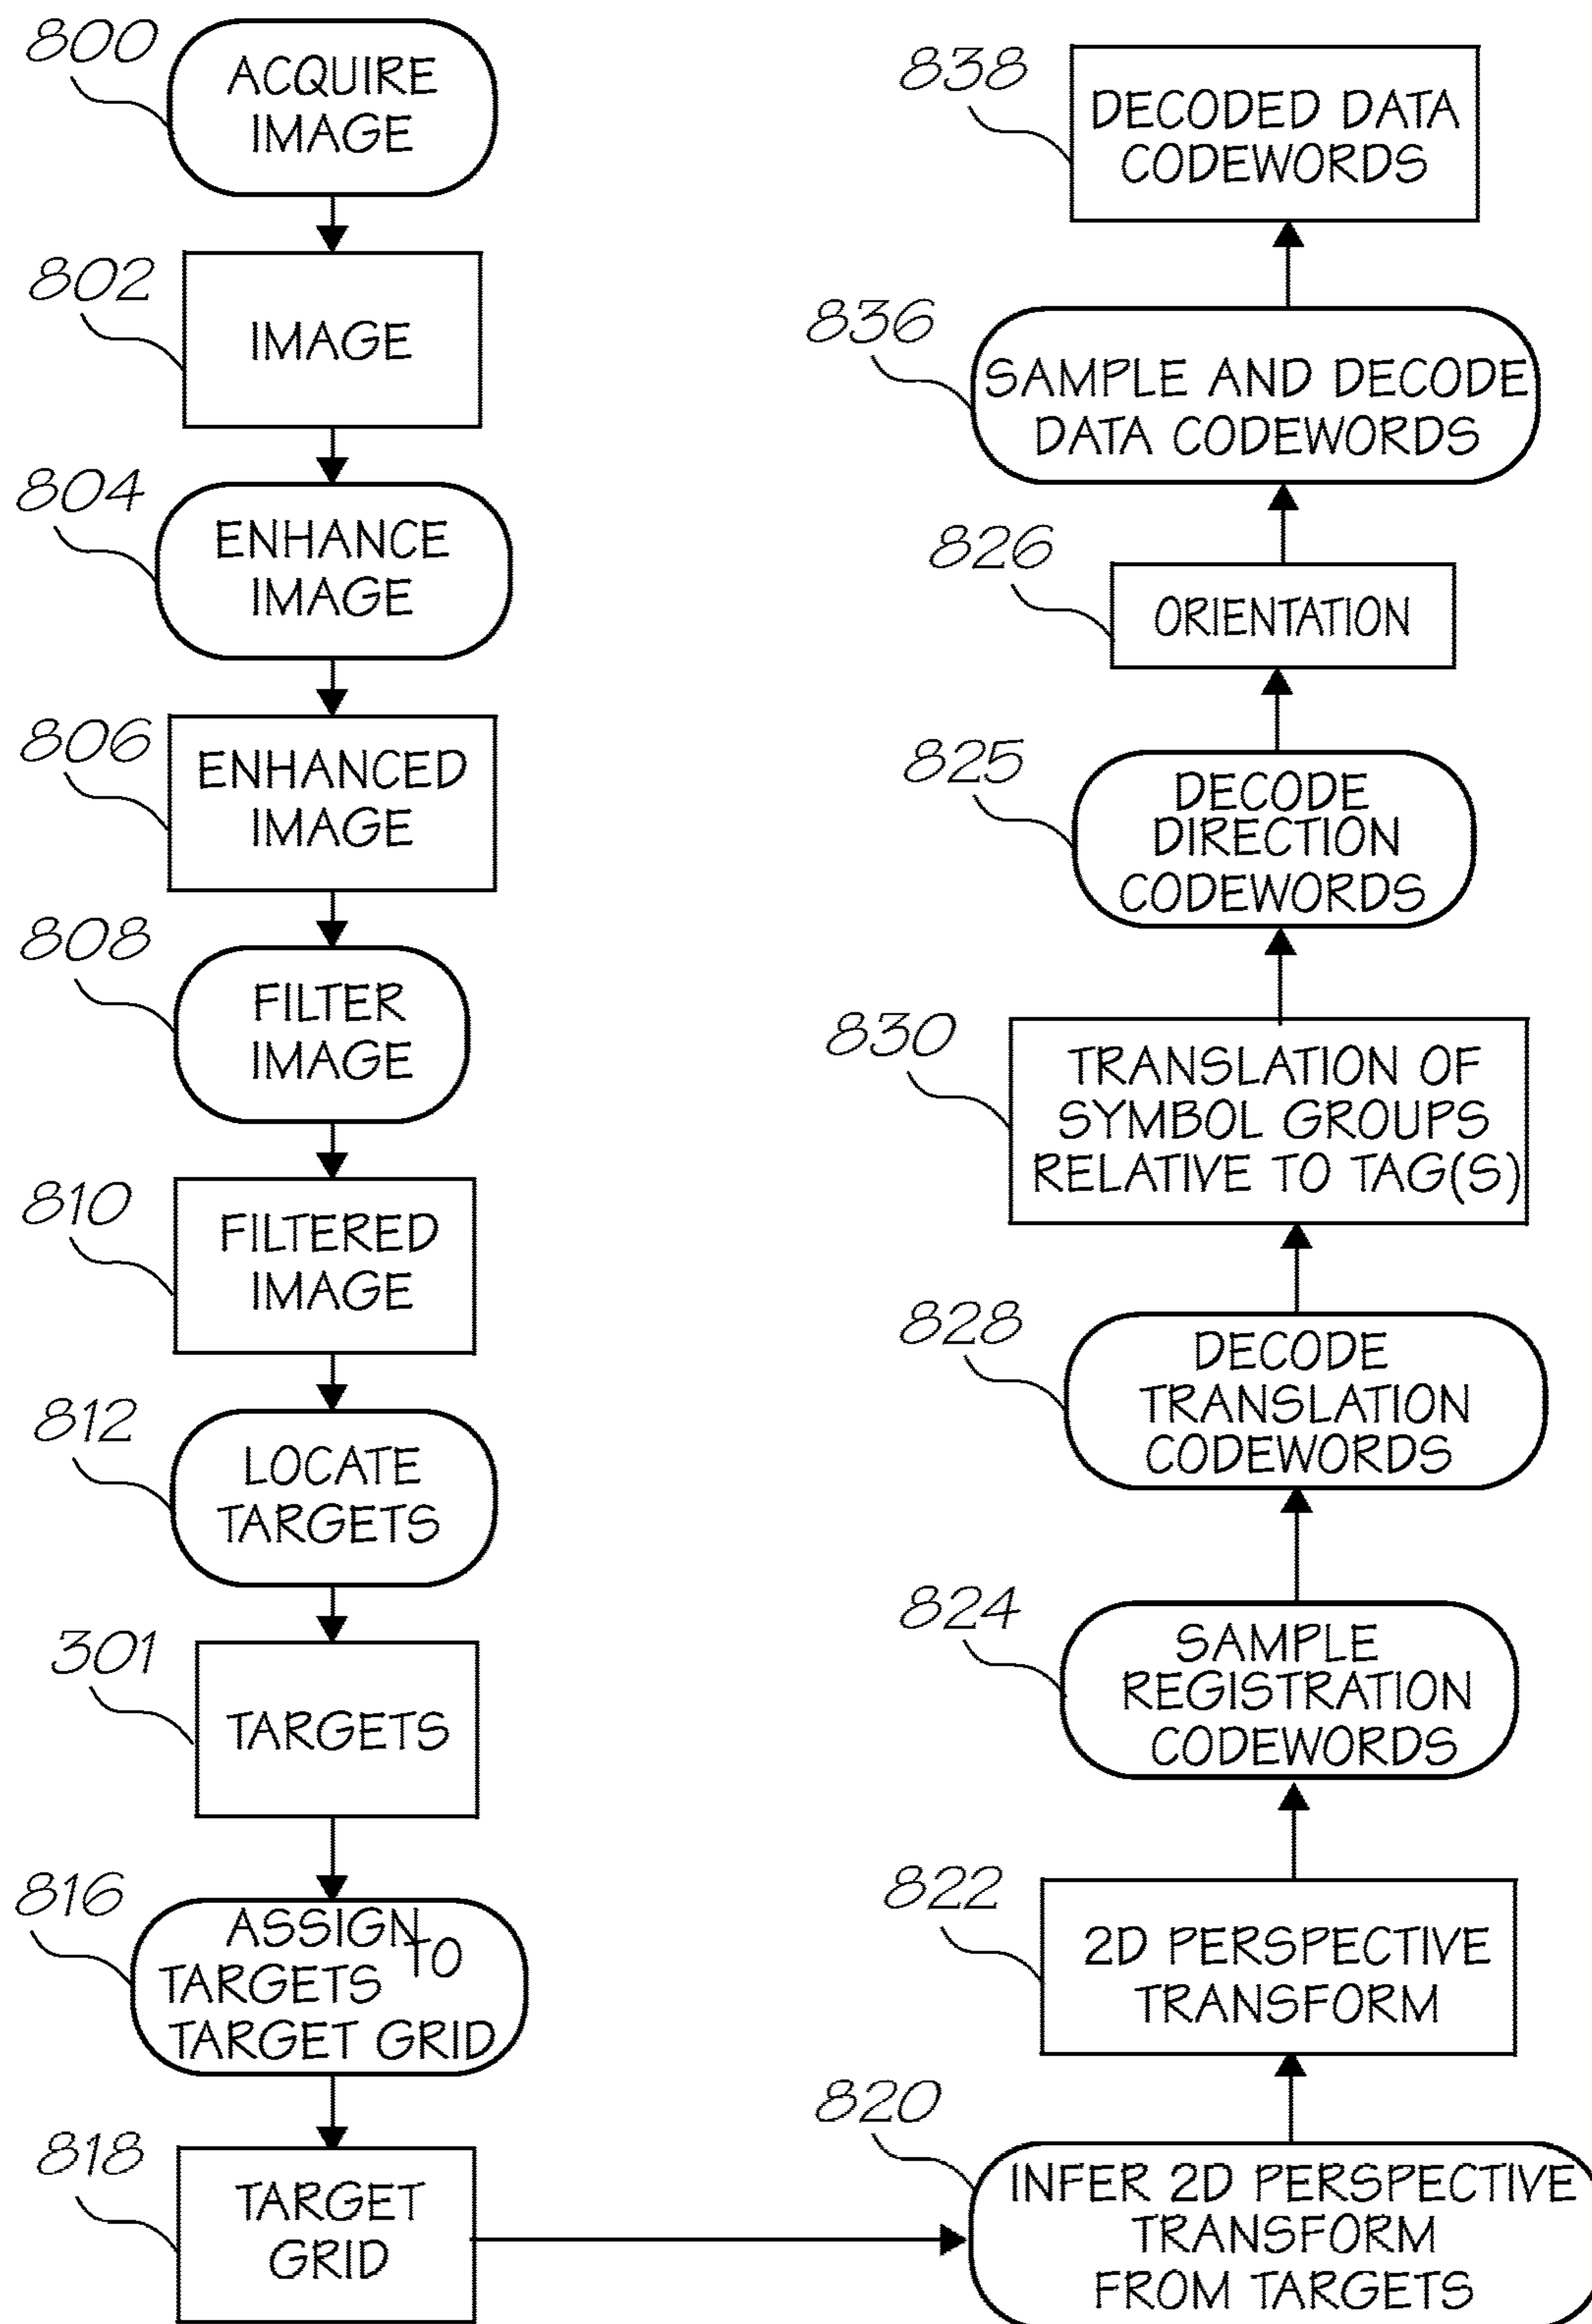 800
ACQUIRE
IMAGE
802
IMAGE
804
ENHANCE
IMAGE
806
ENHANCED
IMAGE
808
FILTER
IMAGE
810
FILTERED
IMAGE
812
LOCATE
TARGETS
301
TARGETS
816
ASSIGN
TARGETS TO
TARGET GRID
818
TARGET
GRID
820
INFER 2D PERSPECTIVE
TRANSFORM
FROM TARGETS
822
2D PERSPECTIVE
TRANSFORM
824
SAMPLE
REGISTRATION
CODEWORDS
828
DECODE
TRANSLATION
CODEWORDS
830
TRANSLATION OF
SYMBOL GROUPS
RELATIVE TO TAG(S)
825
DECODE
DIRECTION
CODEWORDS
826
ORIENTATION
836
SAMPLE AND DECODE
DATA CODEWORDS
838
DECODED DATA
CODEWORDS